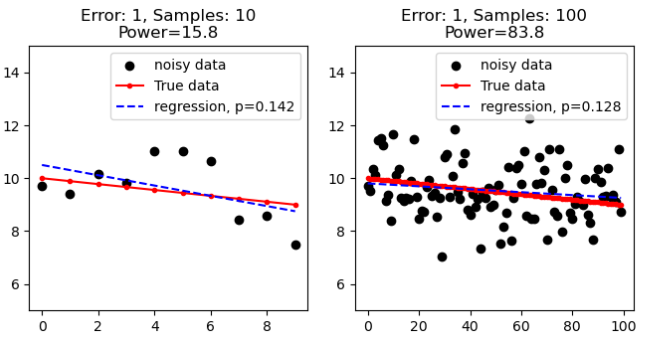 Error: 1, Samples: 10
Power=15.8
noisy data
True data
regression, p=0.142
14
12
10
8
6
0
2
4
6
8
Error: 1, Samples: 100
Power=83.8
noisy data
True data
regression, p=0.128
14
12
10
8
6
0
20
40
60
80
100